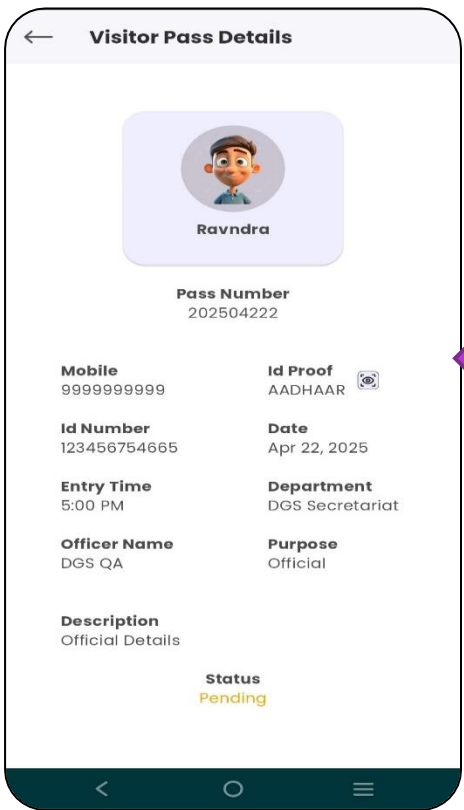 Visitor Pass Details
Ravndra
Pass Number
202504222
Mobile Id Proof
9999999999 AADHAAR
Id Number Date
123456754665 Apr 22, 2025
Entry Time Department
5:00 PM DGS Secretariat
Officer Name Purpose
DGS QA Official
Description
Official Details
Status
Pending